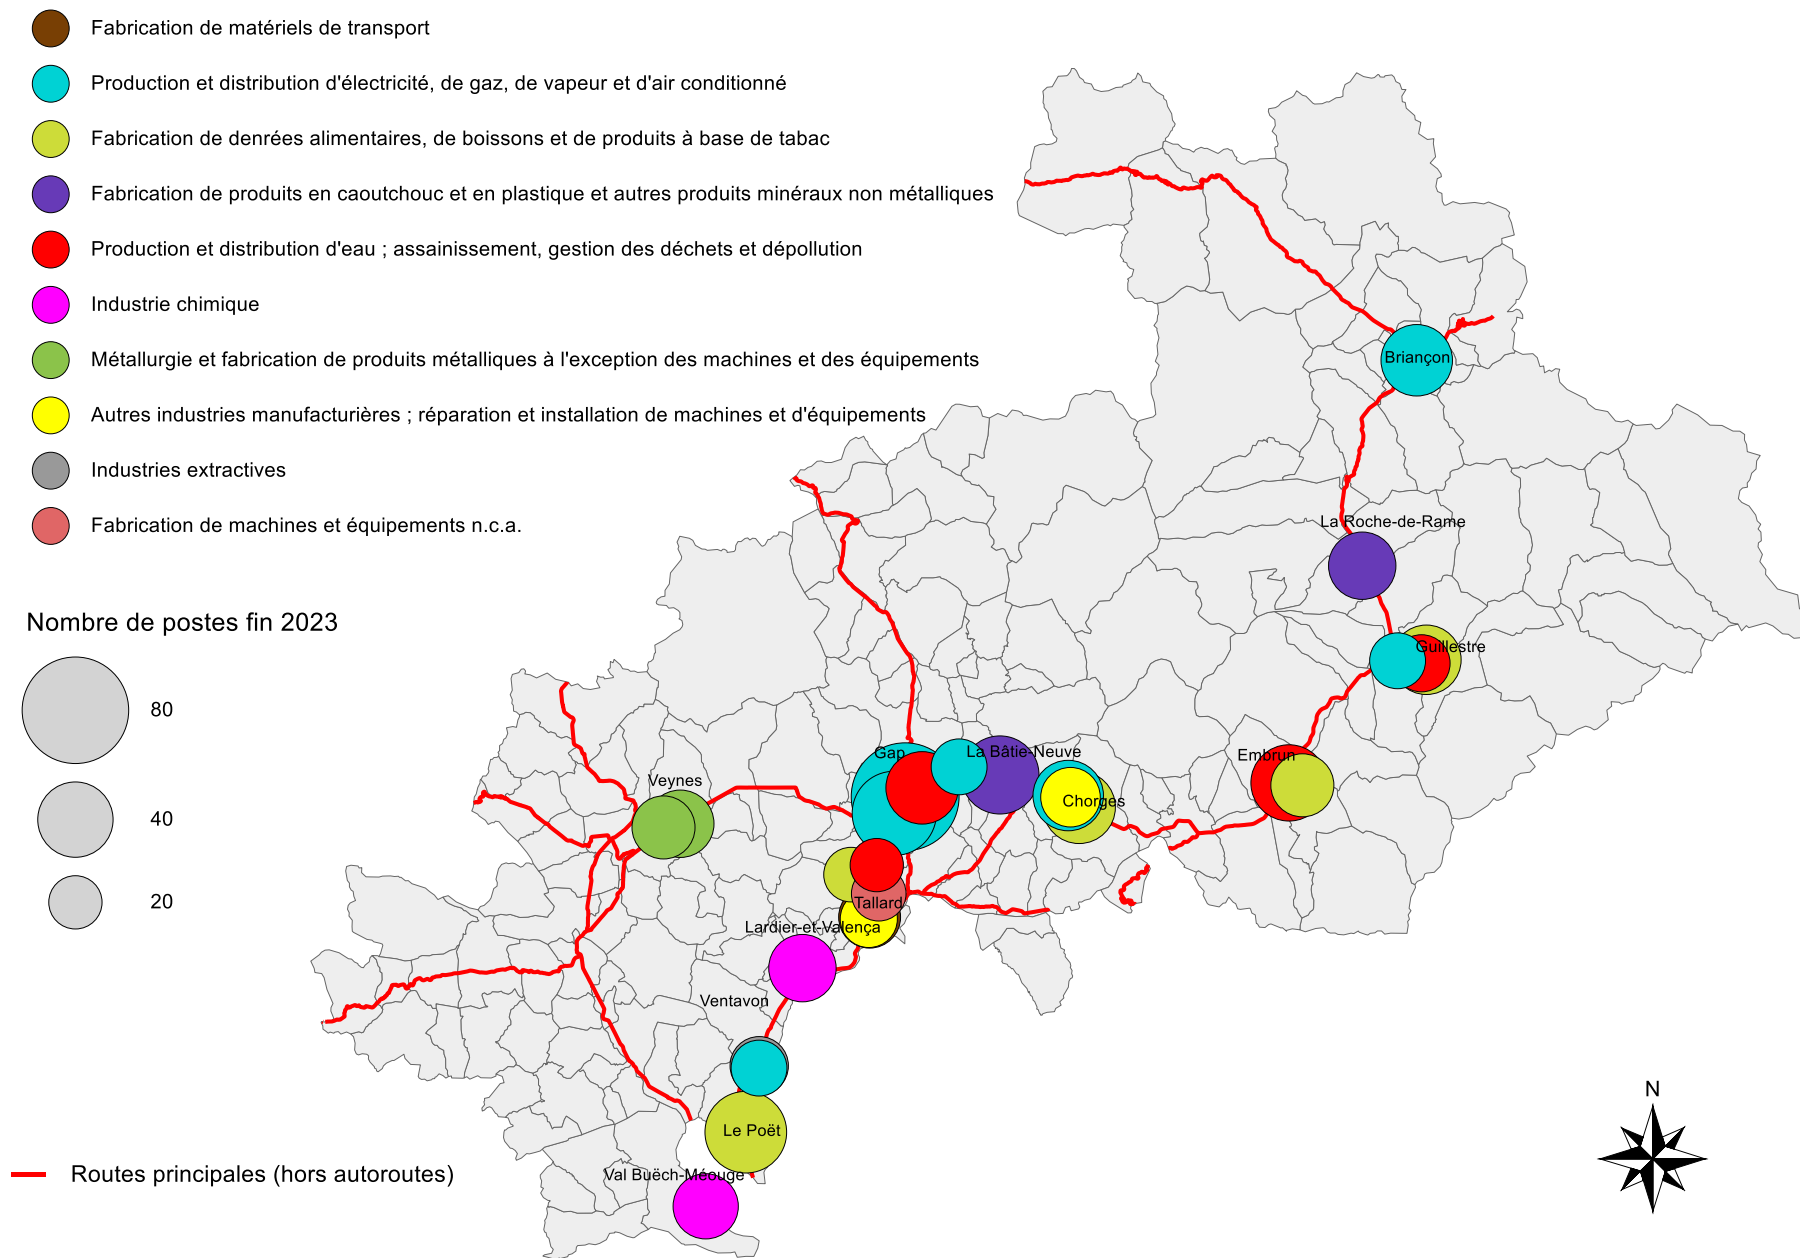 Fabrication de matériels de transport
Production et distribution d'électricité, de gaz, de vapeur et d'air conditionné
Fabrication de denrées alimentaires, de boissons et de produits à base de tabac
Fabrication de produits en caoutchouc et en plastique et autres produits minéraux non métalliques
Production et distribution d'eau ; assainissement, gestion des déchets et dépollution
Industrie chimique
Métallurgie et fabrication de produits métalliques à l'exception des machines et des équipements
Autres industries manufacturières ; réparation et installation de machines et d'équipements
Industries extractives
Fabrication de machines et équipements n.c.a.
Nombre de postes fin 2023
80
40
20
Briançon
La Roche-de-Rame
Guillestre
Embrun
La Bâtie-Neuve
Gap
Chorges
Veynes
Tallard
Lardier-et-Valença
Ventavon
Le Poët
Val Buëch-Méouge
N
Routes principales (hors autoroutes)